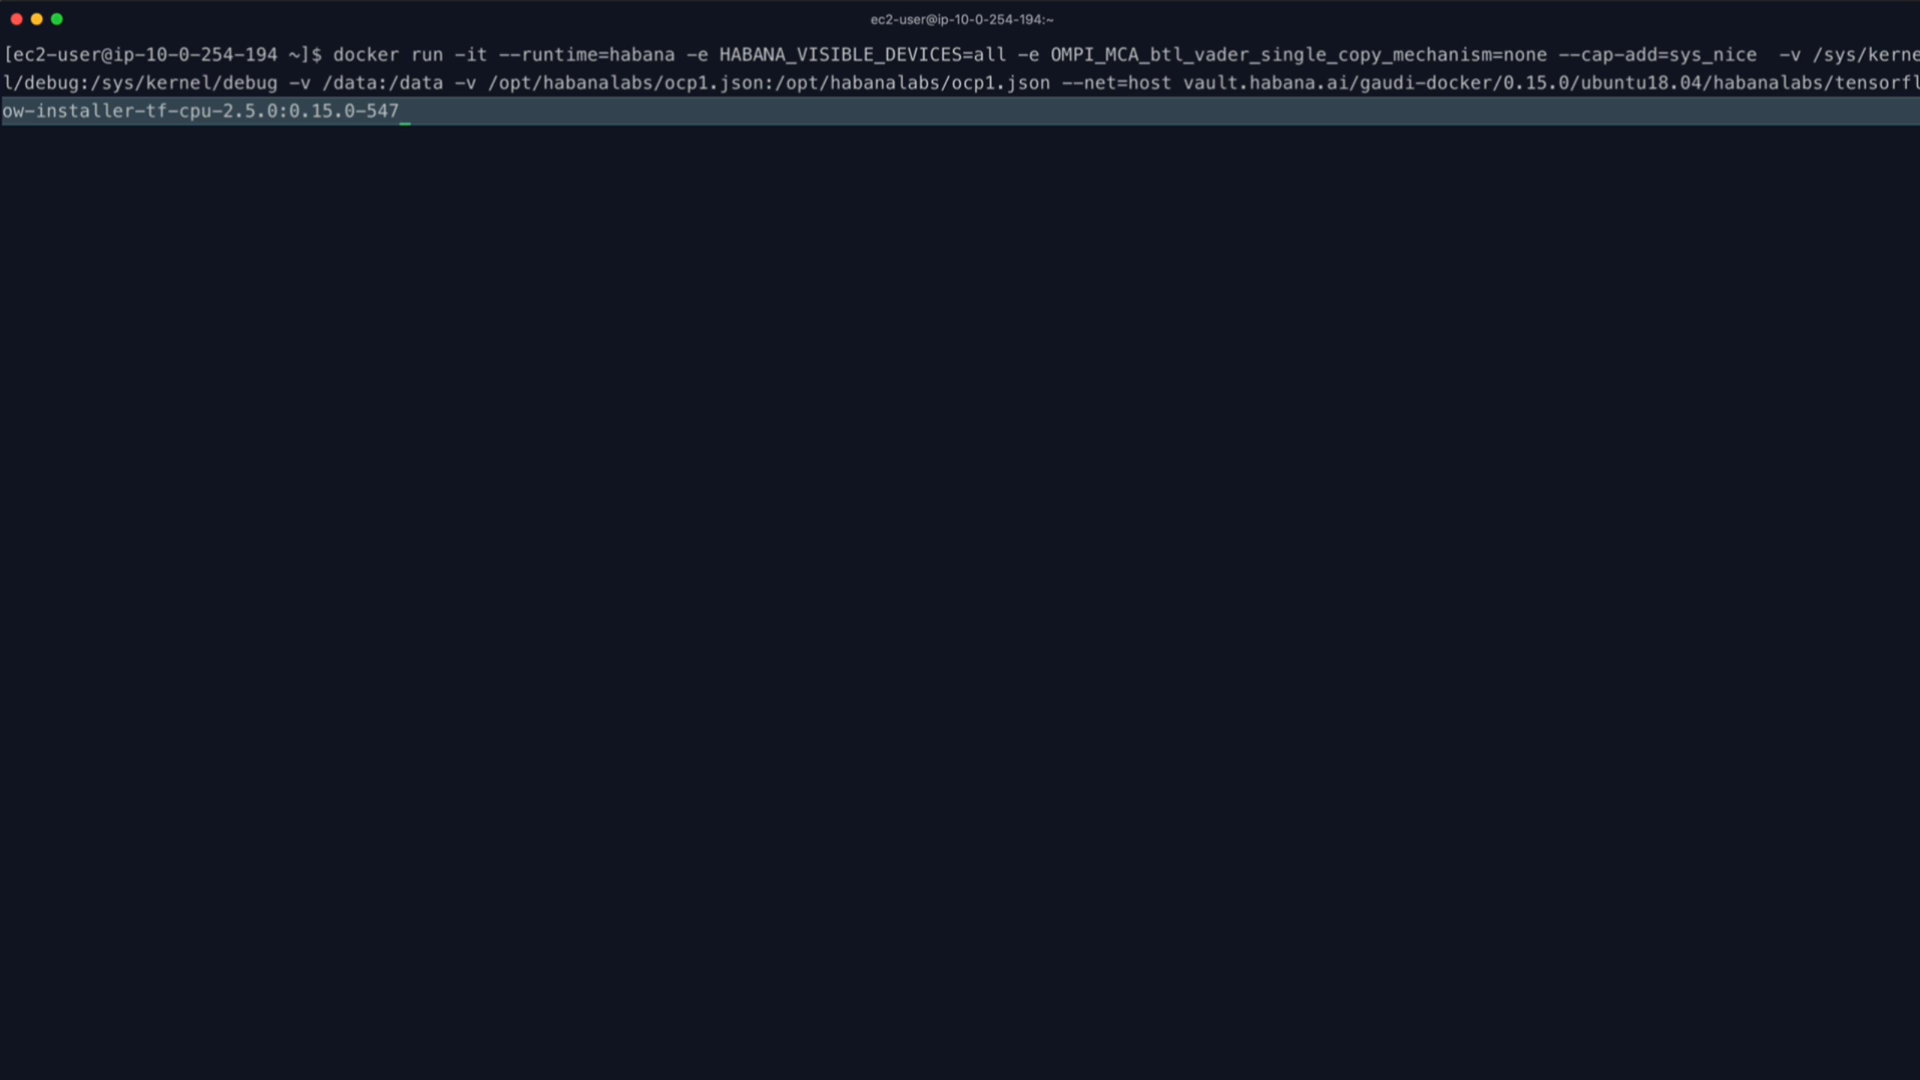 ec2-user@ip-10-0-254-194:~
[ec2-user@ip-10-0-254-194 ~]$ docker run -it --runtime=habana -e HABANA_VISIBLE_DEVICES=all -e OMPI_MCA_btl_vader_single_copy_mechanism=none --cap-add=sys_nice  -v /sys/kerne
l/debug:/sys/kernel/debug -v /data:/data -v /opt/habanalabs/ocp1.json:/opt/habanalabs/ocp1.json --net=host vault.habana.ai/gaudi-docker/0.15.0/ubuntu18.04/habanalabs/tensorfl
ow-installer-tf-cpu-2.5.0:0.15.0-547